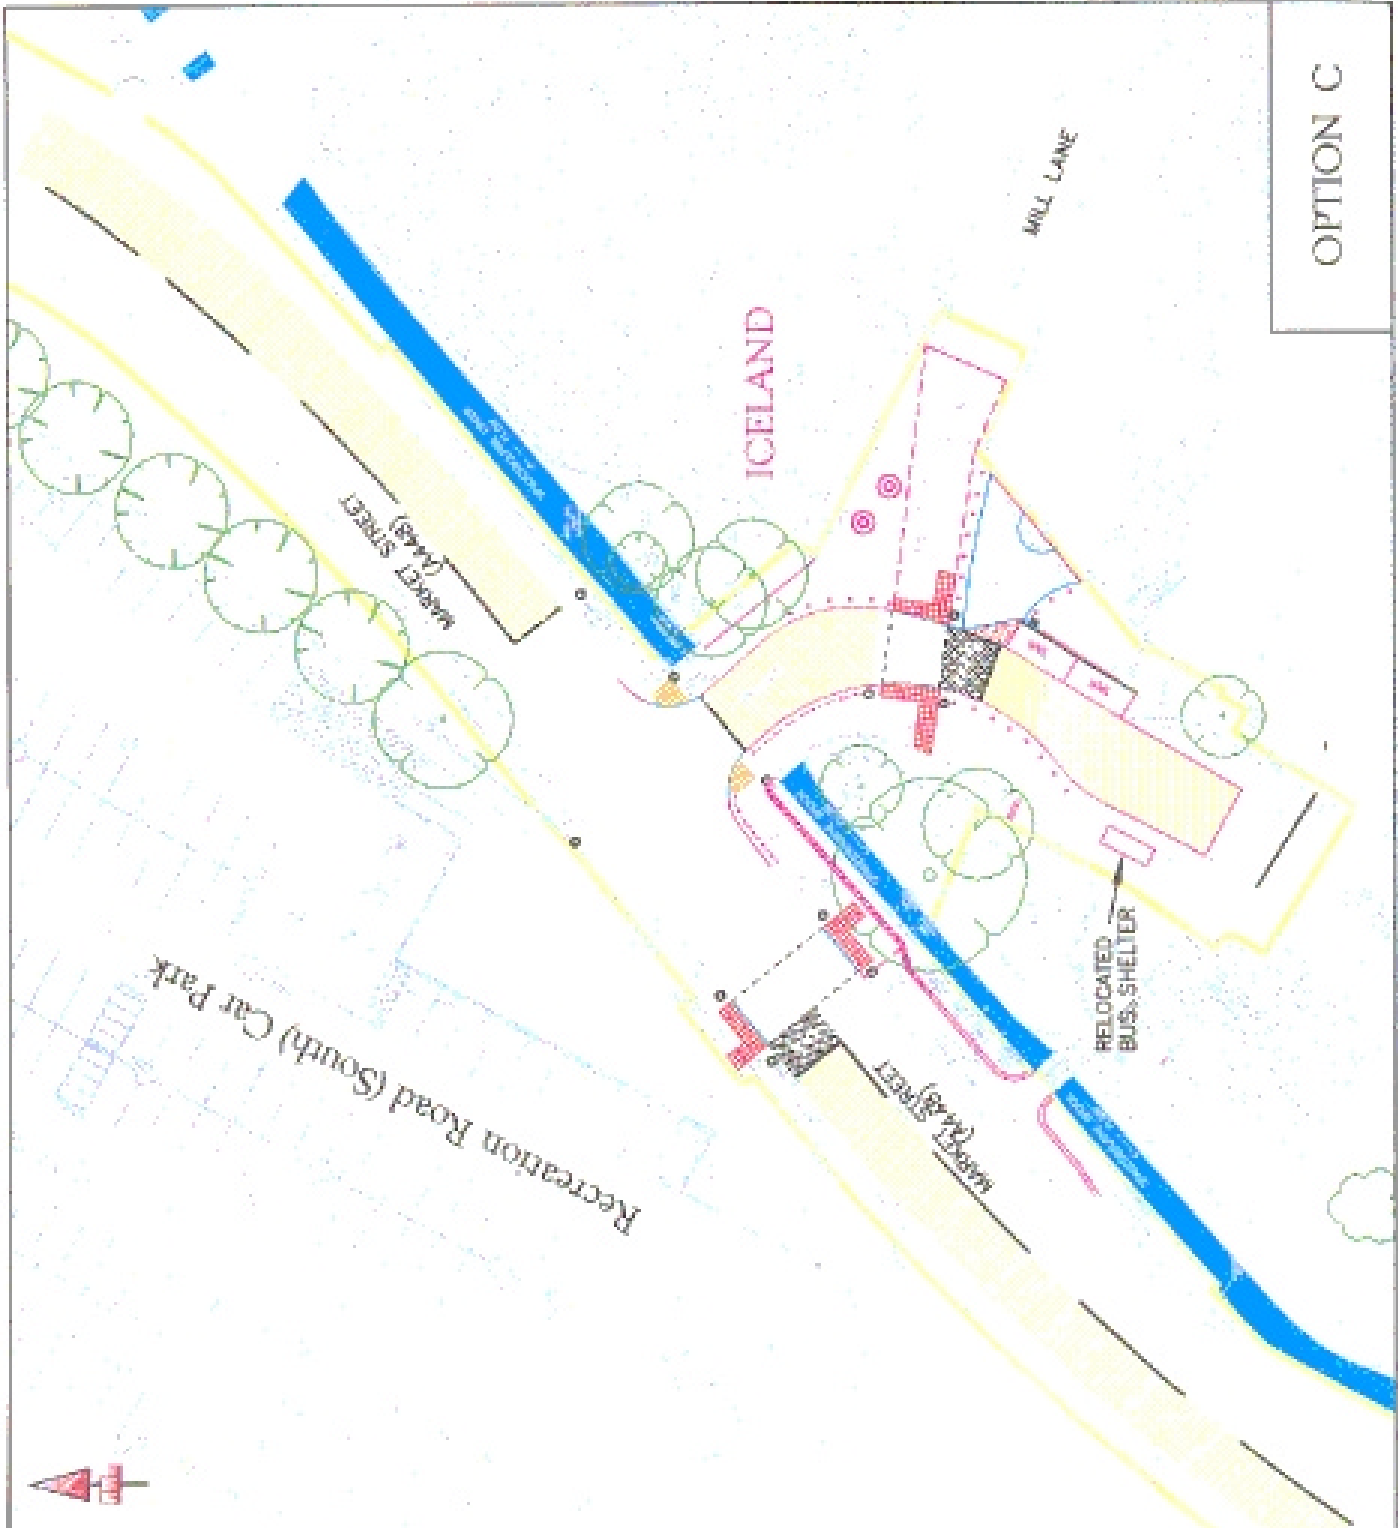 OPTION C
MILL LANE
ICELAND
MARKET STREET
(A448)
RELOCATED
BUS SHELTER
MARKET STREET
(A448)
Recreation Road (South) Car Park